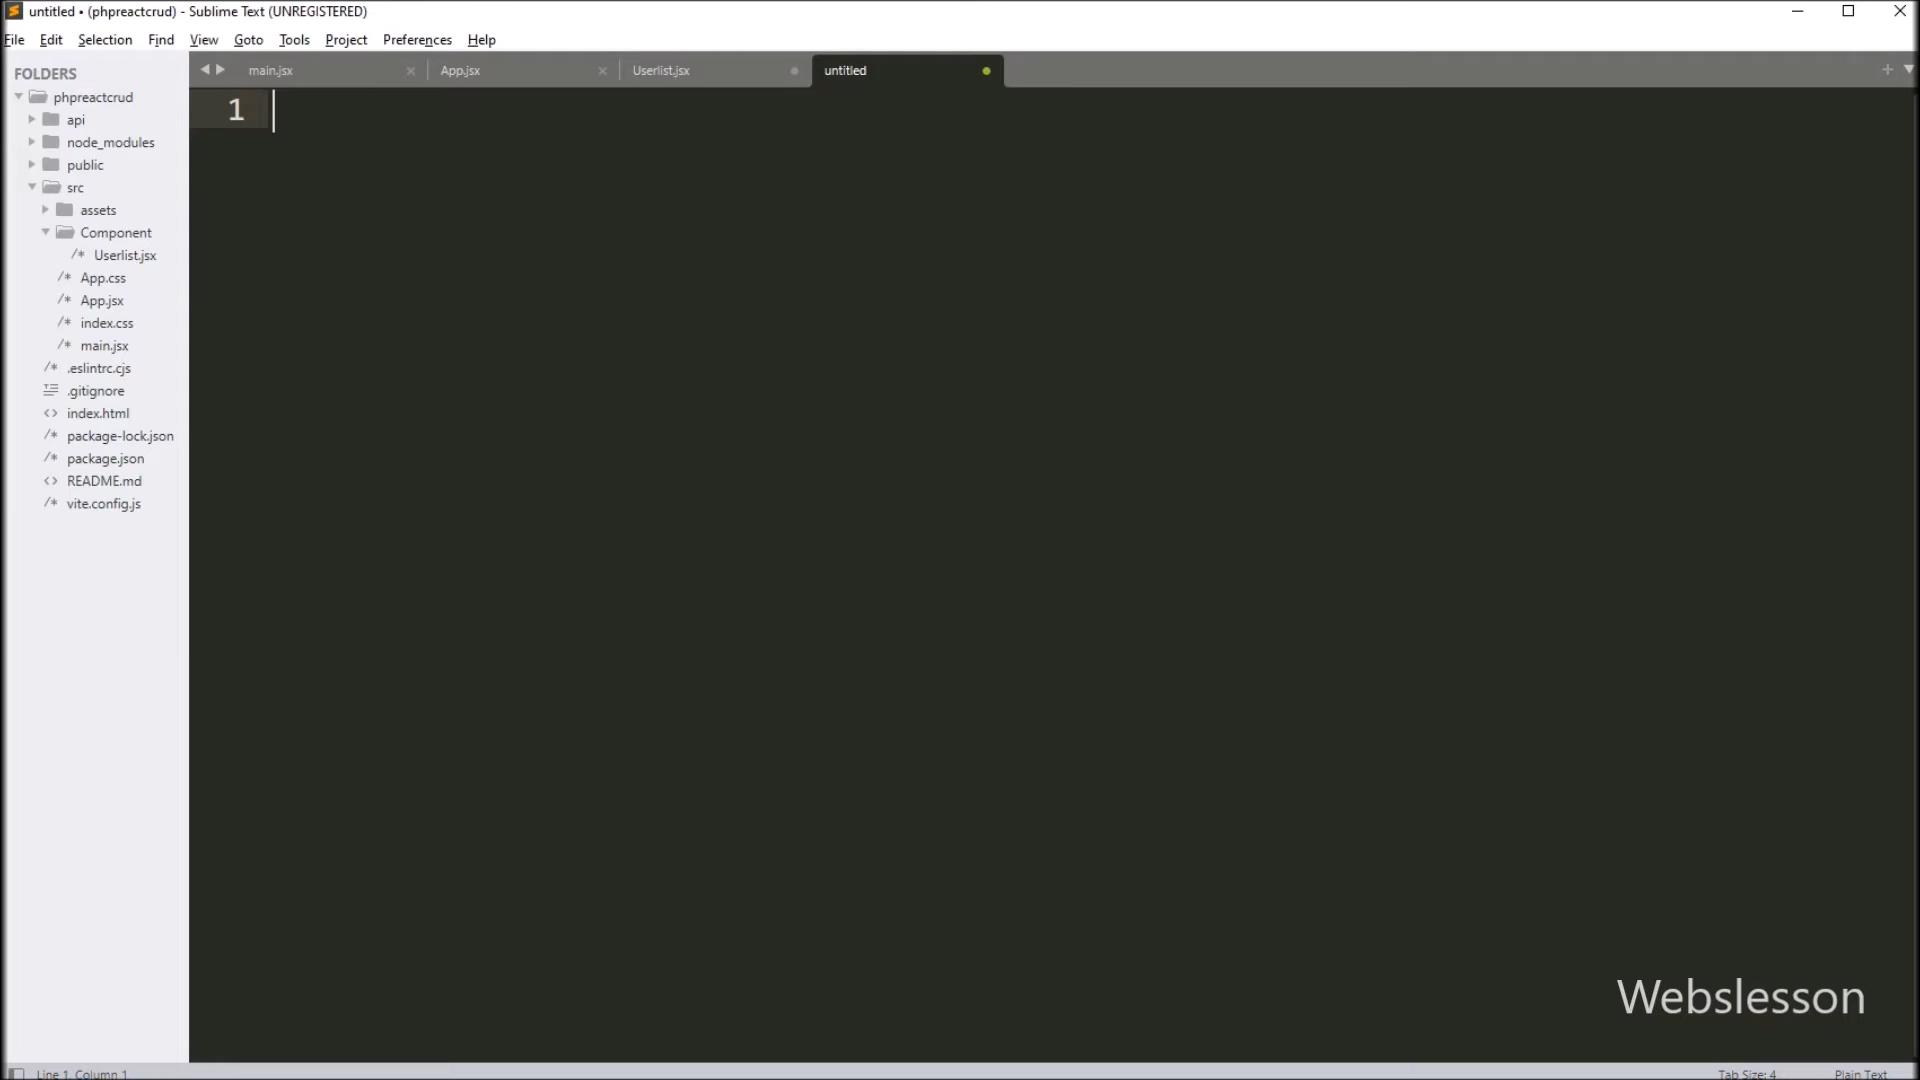 untitled • (phpreactcrud) - Sublime Text (UNREGISTERED)
File Edit Selection Find View Goto Tools Project Preferences Help
FOLDERS
phpreactcrud
api
node_modules
public
src
assets
Component
/* Userlist.jsx
/* App.css
/* App.jsx
/* index.css
/* main.jsx
/* .eslintrc.cjs
.gitignore
<> index.html
/* package-lock.json
/* package.json
<> README.md
/* vite.config.js
main.jsx App.jsx Userlist.jsx untitled
1
Webslesson
Line 1, Column 1 Tab Size: 4 Plain Text